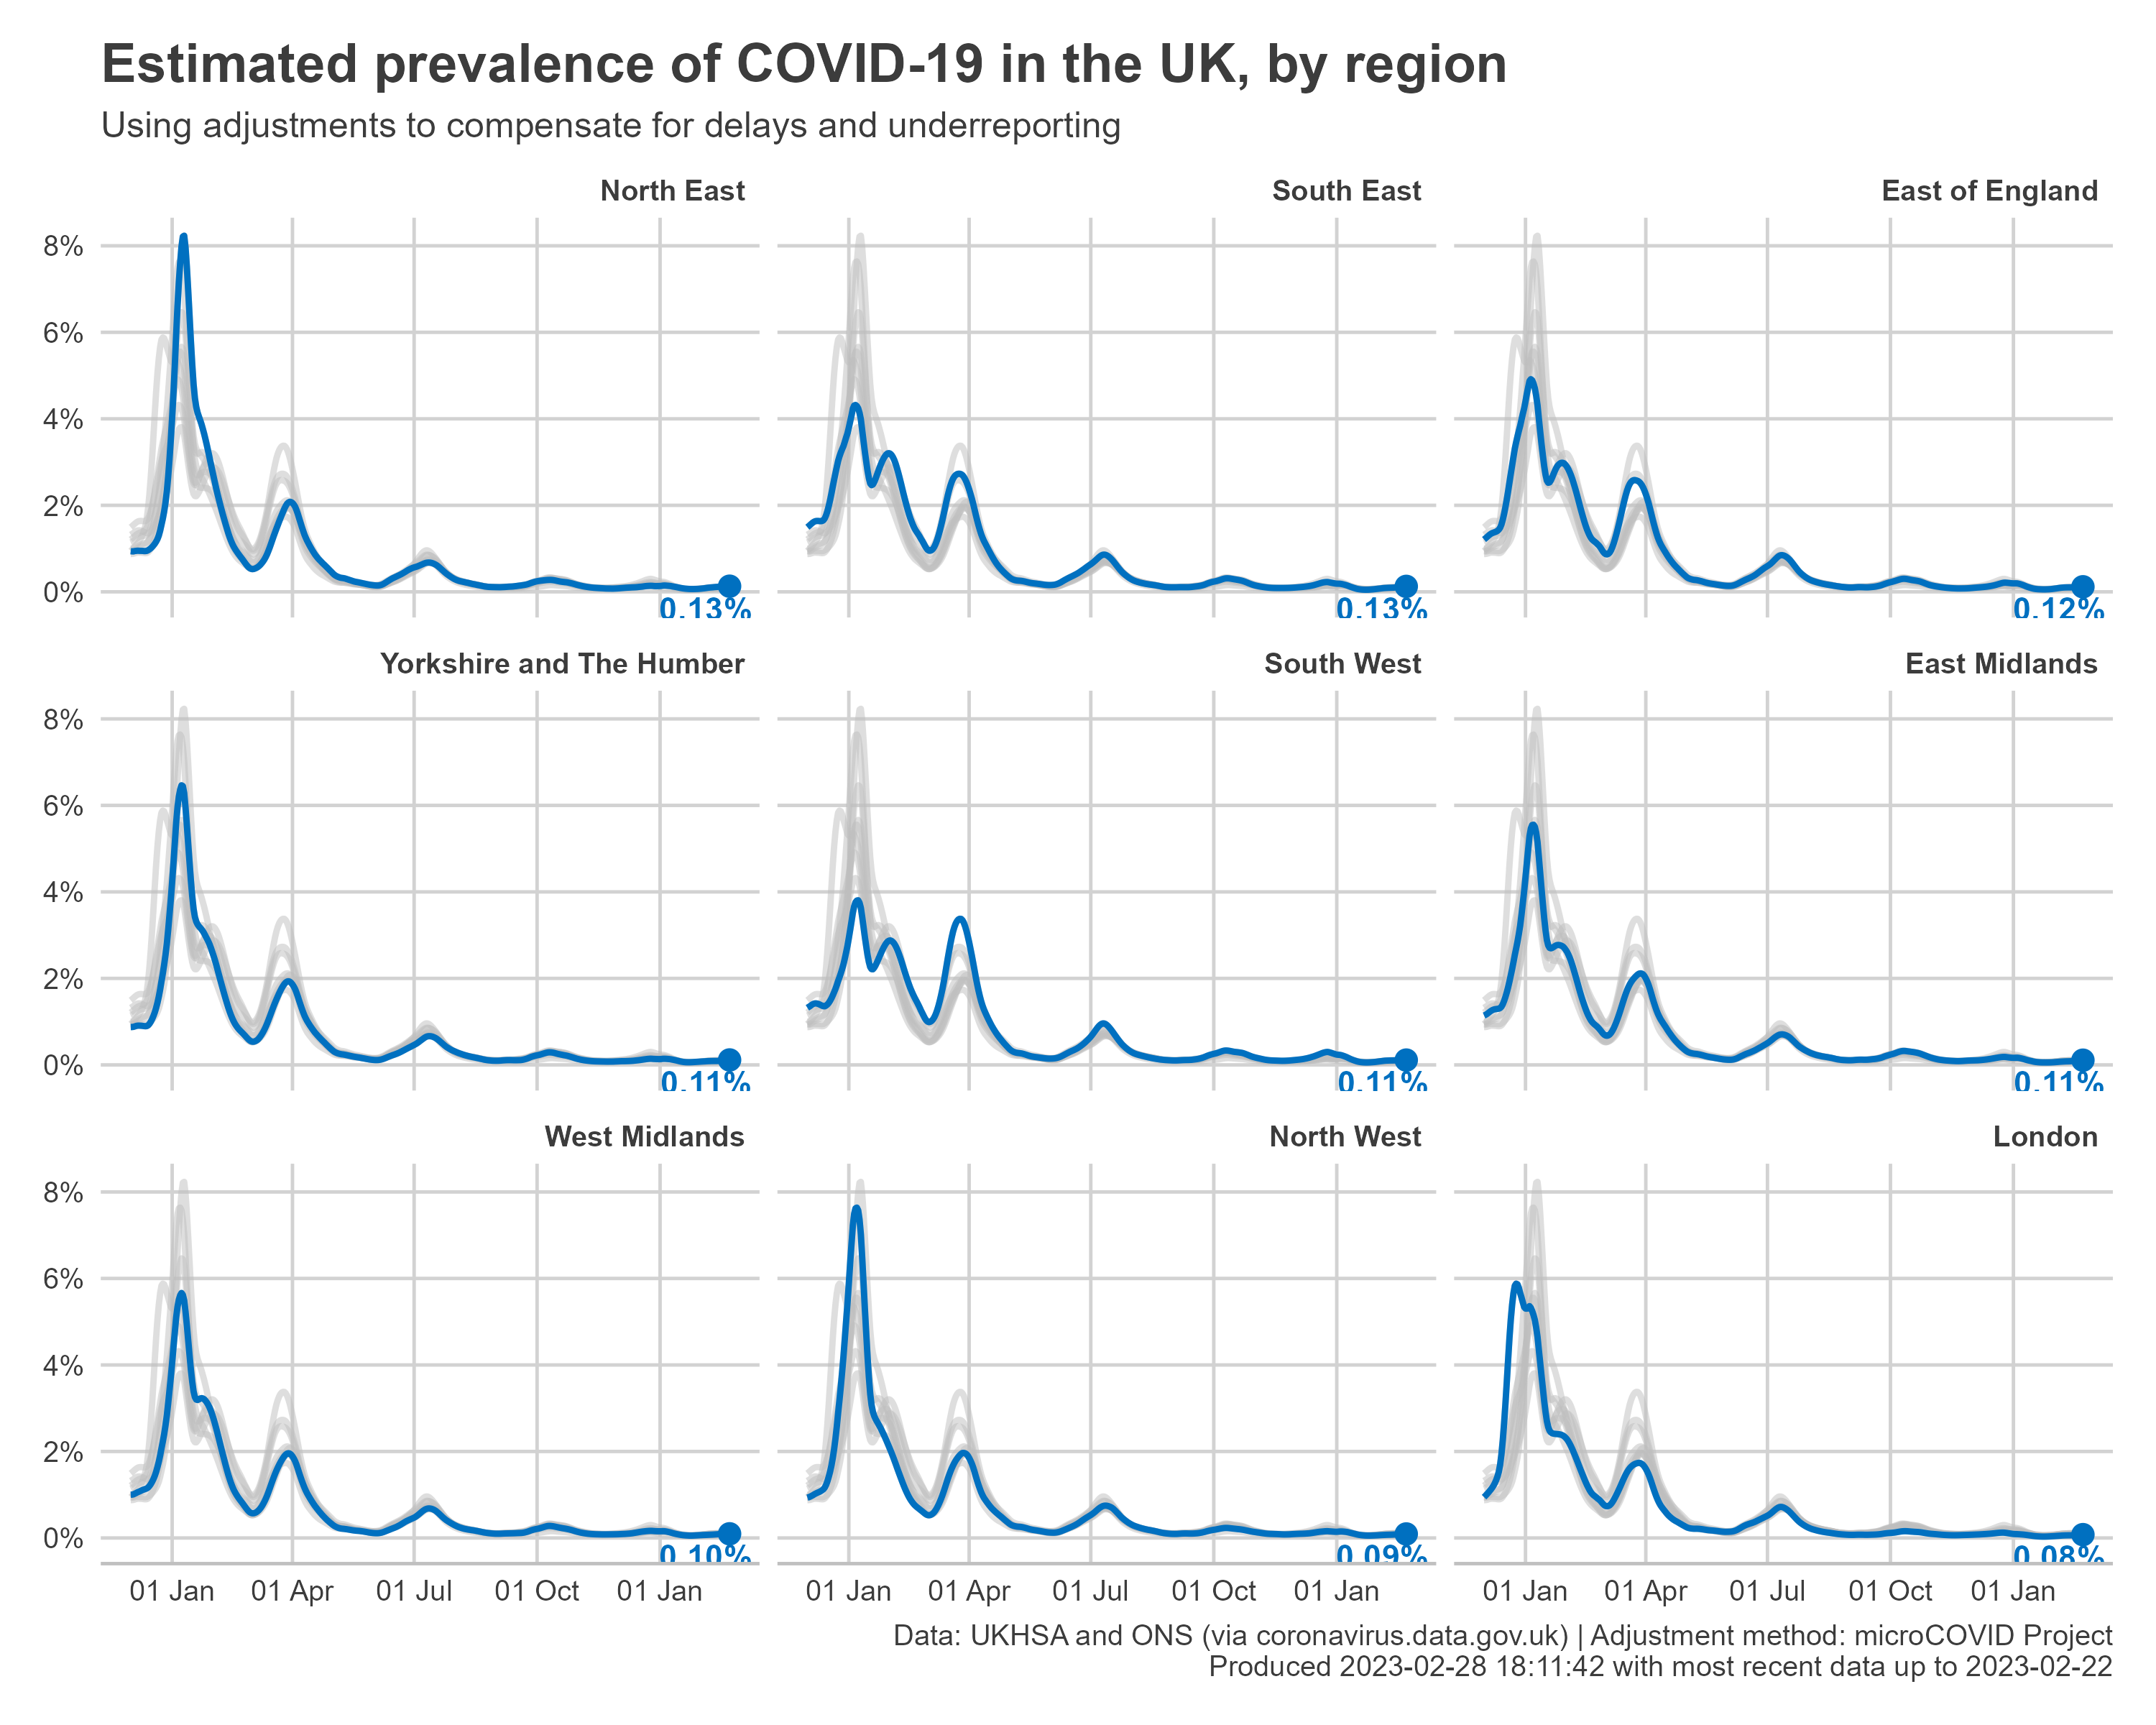 Estimated prevalence of COVID-19 in the UK, by region
Using adjustments to compensate for delays and underreporting
North East
South East
East of England
8%
6%
4%
2%
0%
0.13%
0.13%
0.12%
Yorkshire and The Humber
South West
East Midlands
8%
6%
4%
2%
0%
0.11%
0.11%
0.11%
West Midlands
North West
London
8%
6%
4%
2%
0%
0.10%
0.09%
0.08%
01 Jan 01 Apr 01 Jul 01 Oct 01 Jan
01 Jan 01 Apr 01 Jul 01 Oct 01 Jan
01 Jan 01 Apr 01 Jul 01 Oct 01 Jan
Data: UKHSA and ONS (via coronavirus.data.gov.uk) | Adjustment method: microCOVID Project
Produced 2023-02-28 18:11:42 with most recent data up to 2023-02-22